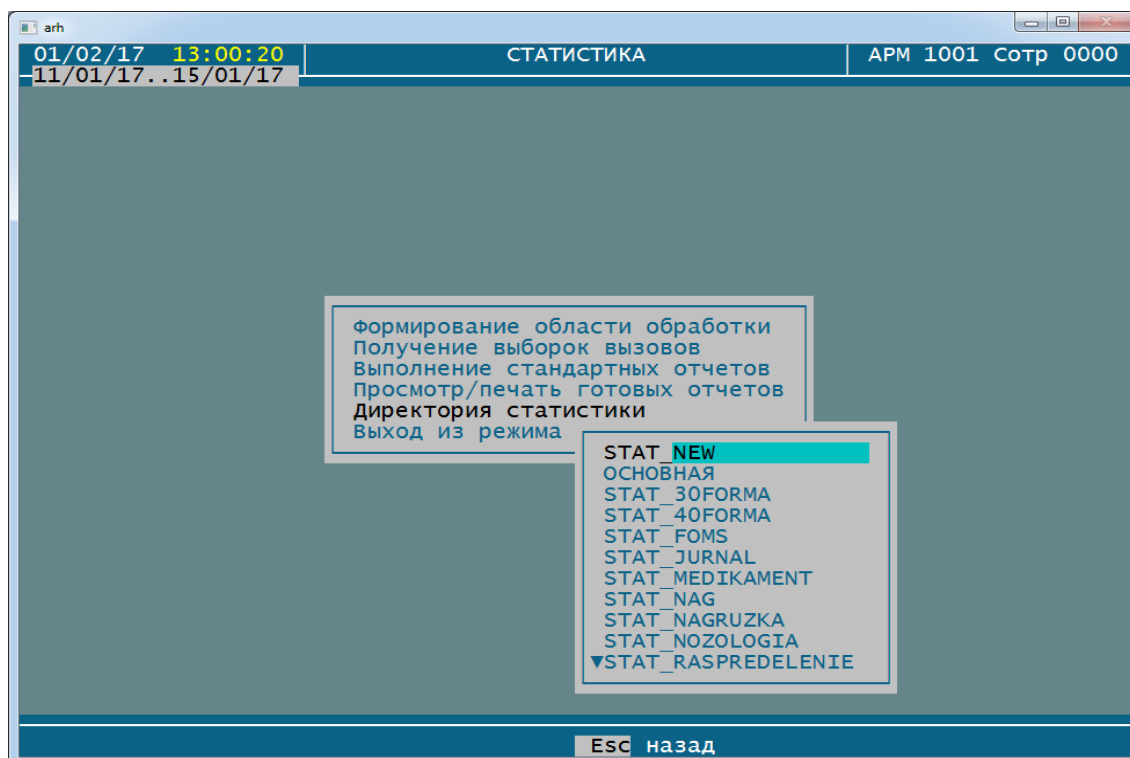 arh
01/02/17 13:00:20 СТАТИСТИКА АРМ 1001 Сотр 0000
11/01/17..15/01/17
Формирование области обработки
Получение выборок вызовов
Выполнение стандартных отчетов
Просмотр/печать готовых отчетов
Директория статистики
Выход из режима
STAT_NEW
ОСНОВНАЯ
STAT_30FORMA
STAT_40FORMA
STAT_FOMS
STAT_JURNAL
STAT_MEDIKAMENT
STAT_NAG
STAT_NAGRUZKA
STAT_NOZOLOGIA
▼STAT_RASPREDELENIE
Esc назад